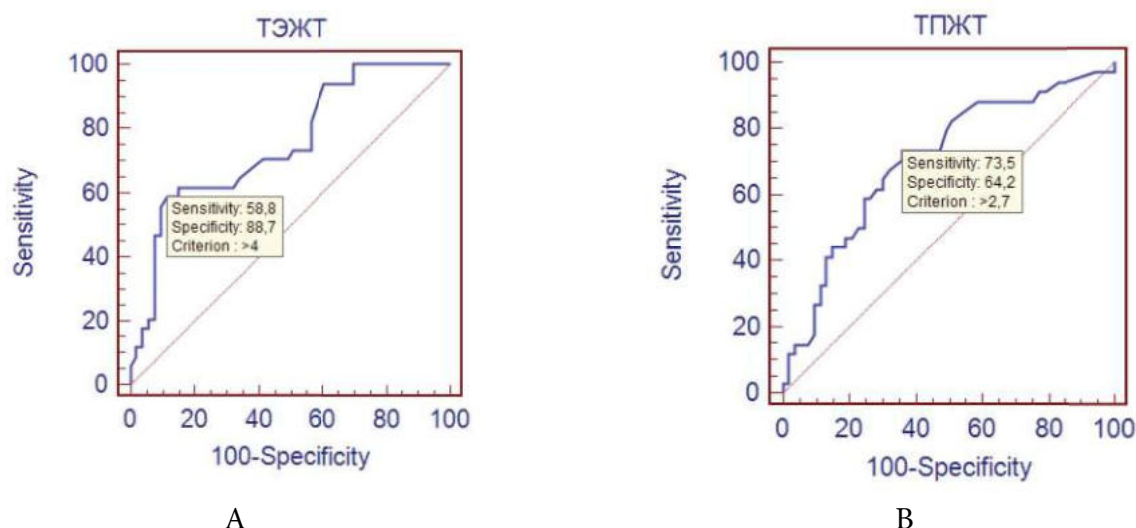 ТЭЖТ
100
80
60
40
20
0
Sensitivity
Sensitivity: 58,8
Specificity: 88,7
Criterion : >4
0 20 40 60 80 100
100-Specificity
A
ТПЖТ
100
80
60
40
20
0
Sensitivity
Sensitivity: 73,5
Specificity: 64,2
Criterion : >2,7
0 20 40 60 80 100
100-Specificity
B